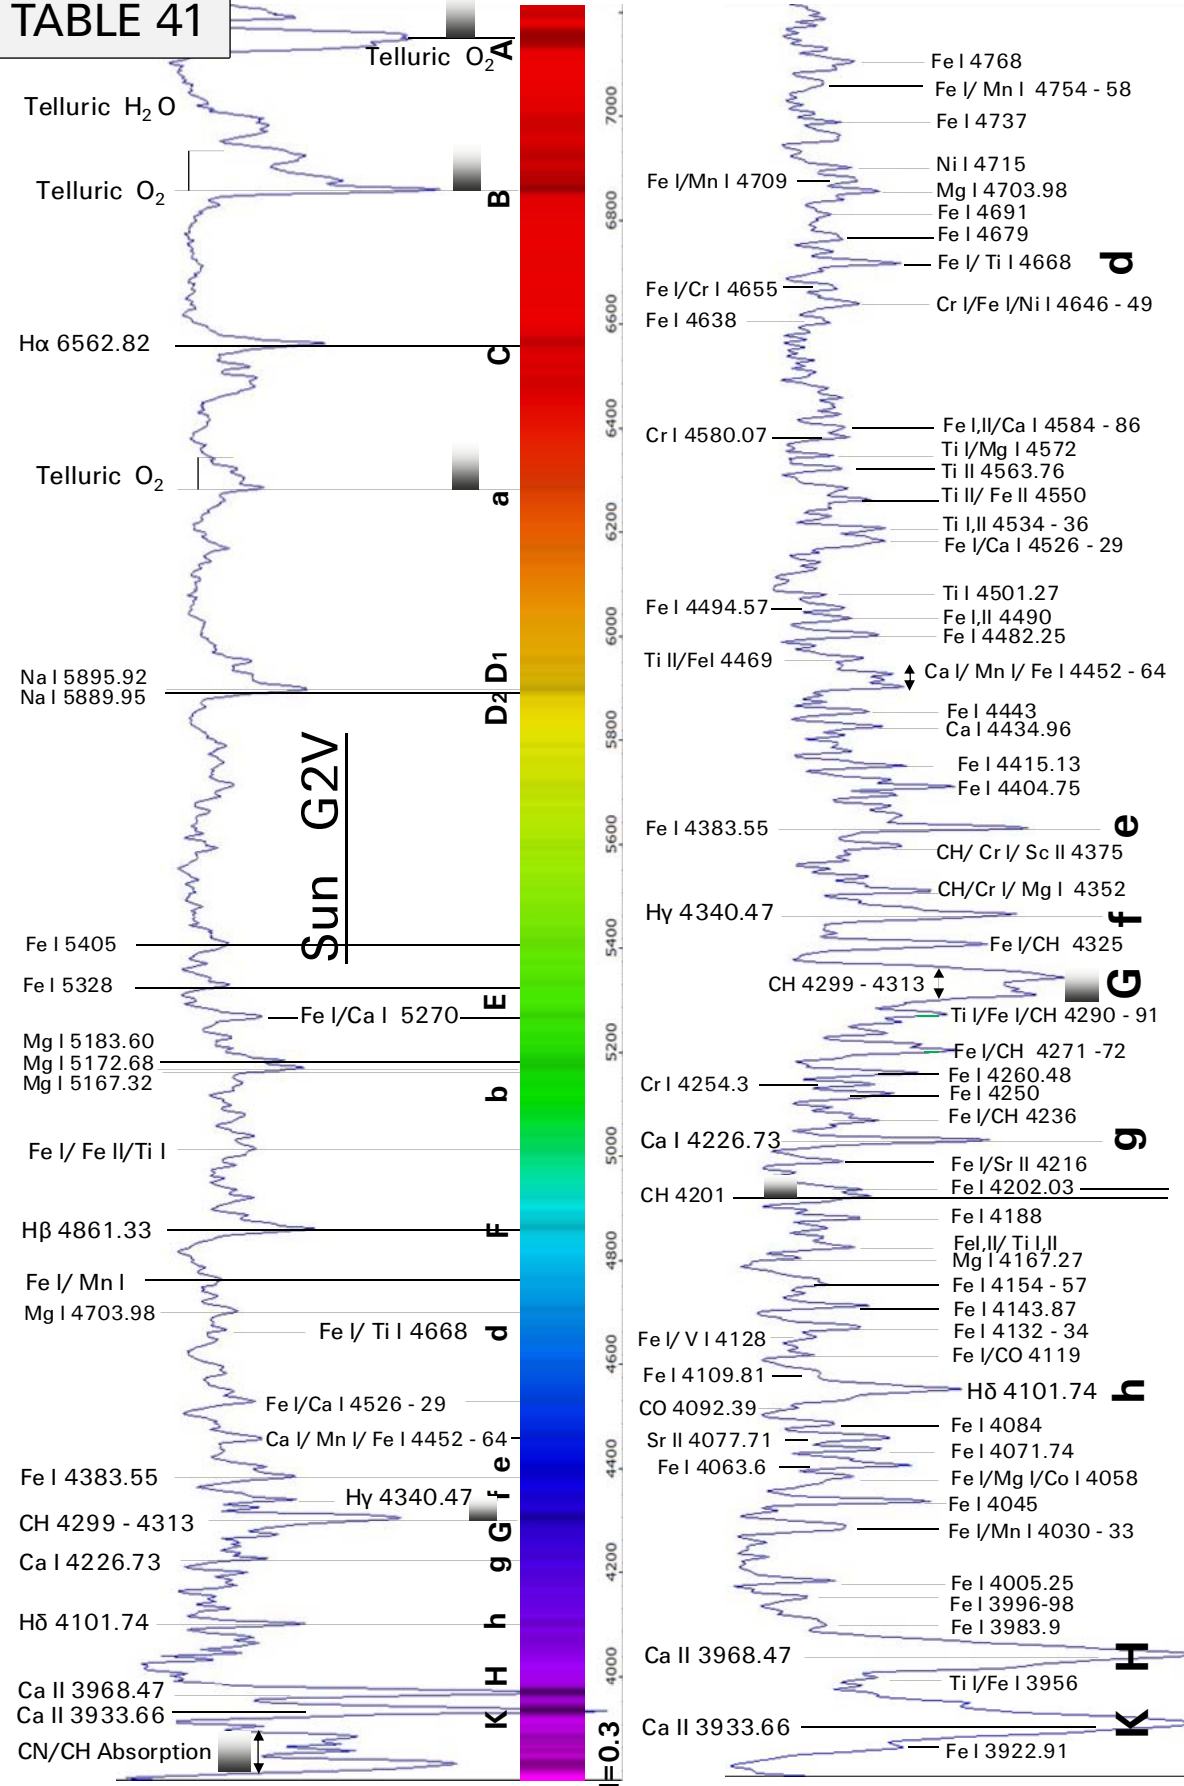 TABLE 41
Telluric O2
A
Telluric H2O
Telluric O2
B
Hα 6562.82
C
Telluric O2
a
Na I 5895.92
Na I 5889.95
D2 D1
Sun G2V
Fe I 5405
Fe I 5328
E
Fe I/Ca I 5270
Mg I 5183.60
Mg I 5172.68
Mg I 5167.32
b
Fe I/ Fe II/Ti I
Hβ 4861.33
F
Fe I/ Mn I
Mg I 4703.98
Fe I/ Ti I 4668
d
Fe I/Ca I 4526 - 29
Ca I/ Mn I/ Fe I 4452 - 64
e
Fe I 4383.55
Hγ 4340.47
f
CH 4299 - 4313
G
Ca I 4226.73
g
Hδ 4101.74
h
H
Ca II 3968.47
Ca II 3933.66
K
CN/CH Absorption
7000
6800
6600
6400
6200
6000
5800
5600
5400
5200
5000
4800
4600
4400
4200
4000
I=0.3
Fe I 4768
Fe I/ Mn I 4754 - 58
Fe I 4737
Ni I 4715
Fe I/Mn I 4709
Mg I 4703.98
Fe I 4691
Fe I 4679
Fe I/ Ti I 4668
d
Fe I/Cr I 4655
Cr I/Fe I/Ni I 4646 - 49
Fe I 4638
Fe I,II/Ca I 4584 - 86
Cr I 4580.07
Ti I/Mg I 4572
Ti II 4563.76
Ti II/ Fe II 4550
Ti I,II 4534 - 36
Fe I/Ca I 4526 - 29
Ti I 4501.27
Fe I 4494.57
Fe I,II 4490
Fe I 4482.25
Ti II/FeI 4469
Ca I/ Mn I/ Fe I 4452 - 64
Fe I 4443
Ca I 4434.96
Fe I 4415.13
Fe I 4404.75
Fe I 4383.55
e
CH/ Cr I/ Sc II 4375
CH/Cr I/ Mg I 4352
Hγ 4340.47
f
Fe I/CH 4325
CH 4299 - 4313
G
Ti I/Fe I/CH 4290 - 91
Fe I/CH 4271 -72
Fe I 4260.48
Cr I 4254.3
Fe I 4250
Fe I/CH 4236
Ca I 4226.73
g
Fe I/Sr II 4216
Fe I 4202.03
CH 4201
Fe I 4188
FeI,II/ Ti I,II
Mg I 4167.27
Fe I 4154 - 57
Fe I 4143.87
Fe I 4132 - 34
Fe I/ V I 4128
Fe I/CO 4119
Fe I 4109.81
Hδ 4101.74
h
CO 4092.39
Fe I 4084
Sr II 4077.71
Fe I 4071.74
Fe I 4063.6
Fe I/Mg I/Co I 4058
Fe I 4045
Fe I/Mn I 4030 - 33
Fe I 4005.25
Fe I 3996-98
Fe I 3983.9
Ca II 3968.47
H
Ti I/Fe I 3956
Ca II 3933.66
K
Fe I 3922.91